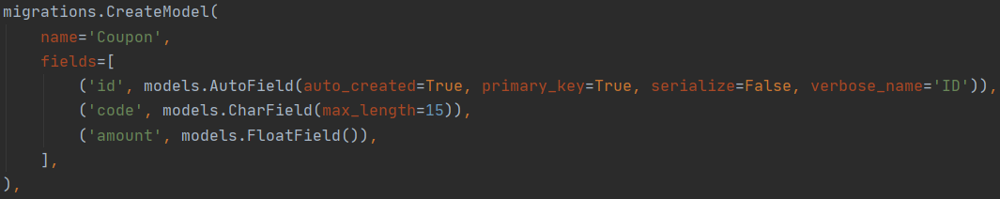 migrations.CreateModel(
    name='Coupon',
    fields=[
        ('id', models.AutoField(auto_created=True, primary_key=True, serialize=False, verbose_name='ID')),
        ('code', models.CharField(max_length=15)),
        ('amount', models.FloatField()),
    ],
),